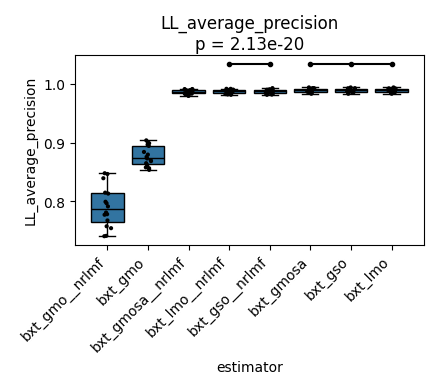 LL_average_precision
p = 2.13e-20
LL_average_precision
1.0
0.9
0.8
bxt_gmo__nrlmf
bxt_gmo
bxt_gmosa__nrlmf
bxt_lmo__nrlmf
bxt_gso__nrlmf
bxt_gmosa
bxt_gso
bxt_lmo
estimator